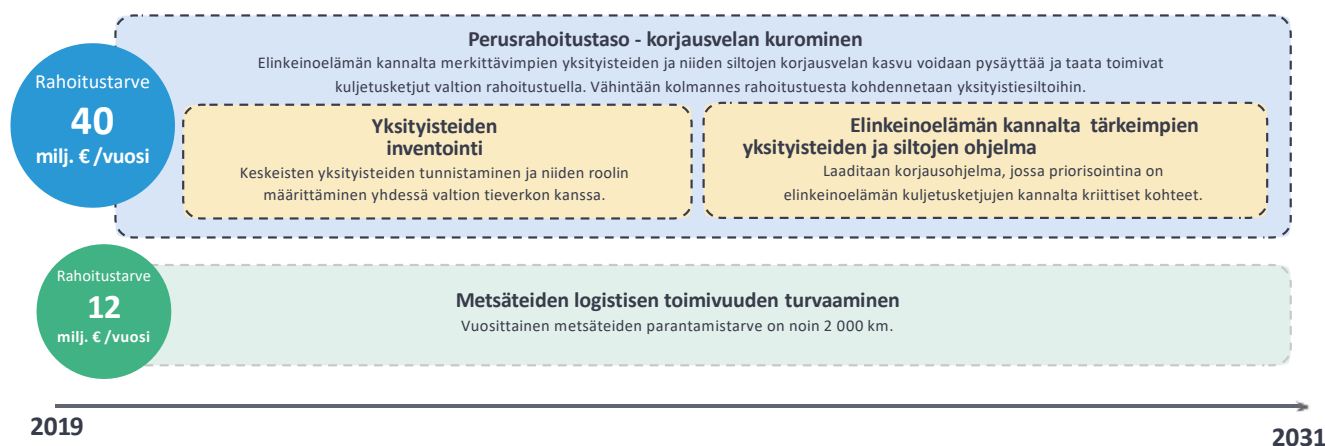 Perusrahoitustaso - korjausvelan kurominen
Elinkeinoelämän kannalta merkittävimpien yksityisteiden ja niiden siltojen korjausvelan kasvu voidaan pysäyttää ja taata toimivat
kuljetusketjut valtion rahoitustuella. Vähintään kolmannes rahoitustuesta kohdennetaan yksityistiesiltoihin.
Rahoitustarve
40
milj. € /vuosi
Yksityisteiden
inventointi
Keskeisten yksityisteiden tunnistaminen ja niiden roolin
määrittäminen yhdessä valtion tieverkon kanssa.
Elinkeinoelämän kannalta tärkeimpien
yksityisteiden ja siltojen ohjelma
Laaditaan korjausohjelma, jossa priorisointina on
elinkeinoelämän kuljetusketjujen kannalta kriittiset kohteet.
Rahoitustarve
12
milj. € /vuosi
Metsäteiden logistisen toimivuuden turvaaminen
Vuosittainen metsäteiden parantamistarve on noin 2 000 km.
2019
2031